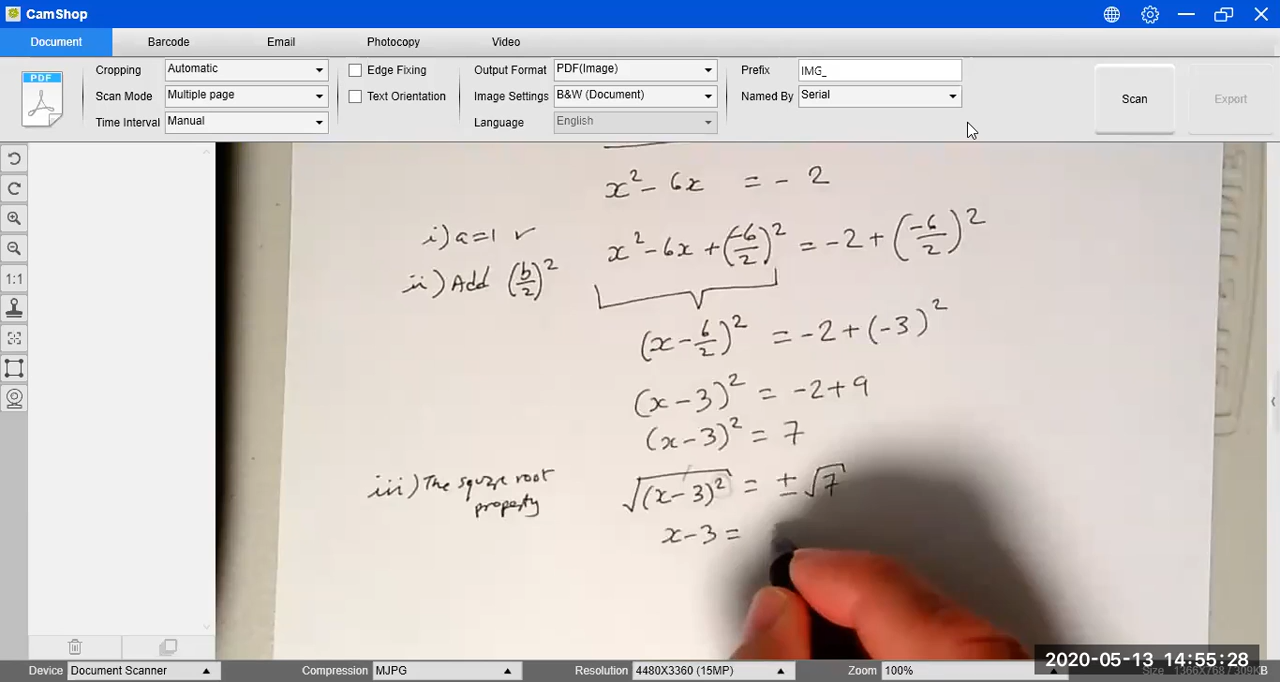 CamShop
Document Barcode Email Photocopy Video
Cropping Automatic Edge Fixing Output Format PDF(Image) Prefix IMG_
PDF Scan Mode Multiple page Text Orientation Image Settings B&W (Document) Named By Serial Scan Export
Time Interval Manual Language English
1:1
x² - 6x = - 2
i) a=1 ✓ x² - 6x + (-6/2)² = -2 + (-6/2)²
ii) Add (b/2)²
(x - 6/2)² = -2 + (-3)²
(x - 3)² = -2 + 9
(x - 3)² = 7
iii) The square root √(x - 3)² = ± √7
property
x - 3 =
2020-05-13 14:55:28
Device Document Scanner Compression MJPG Resolution 4480X3360 (15MP) Zoom 100%